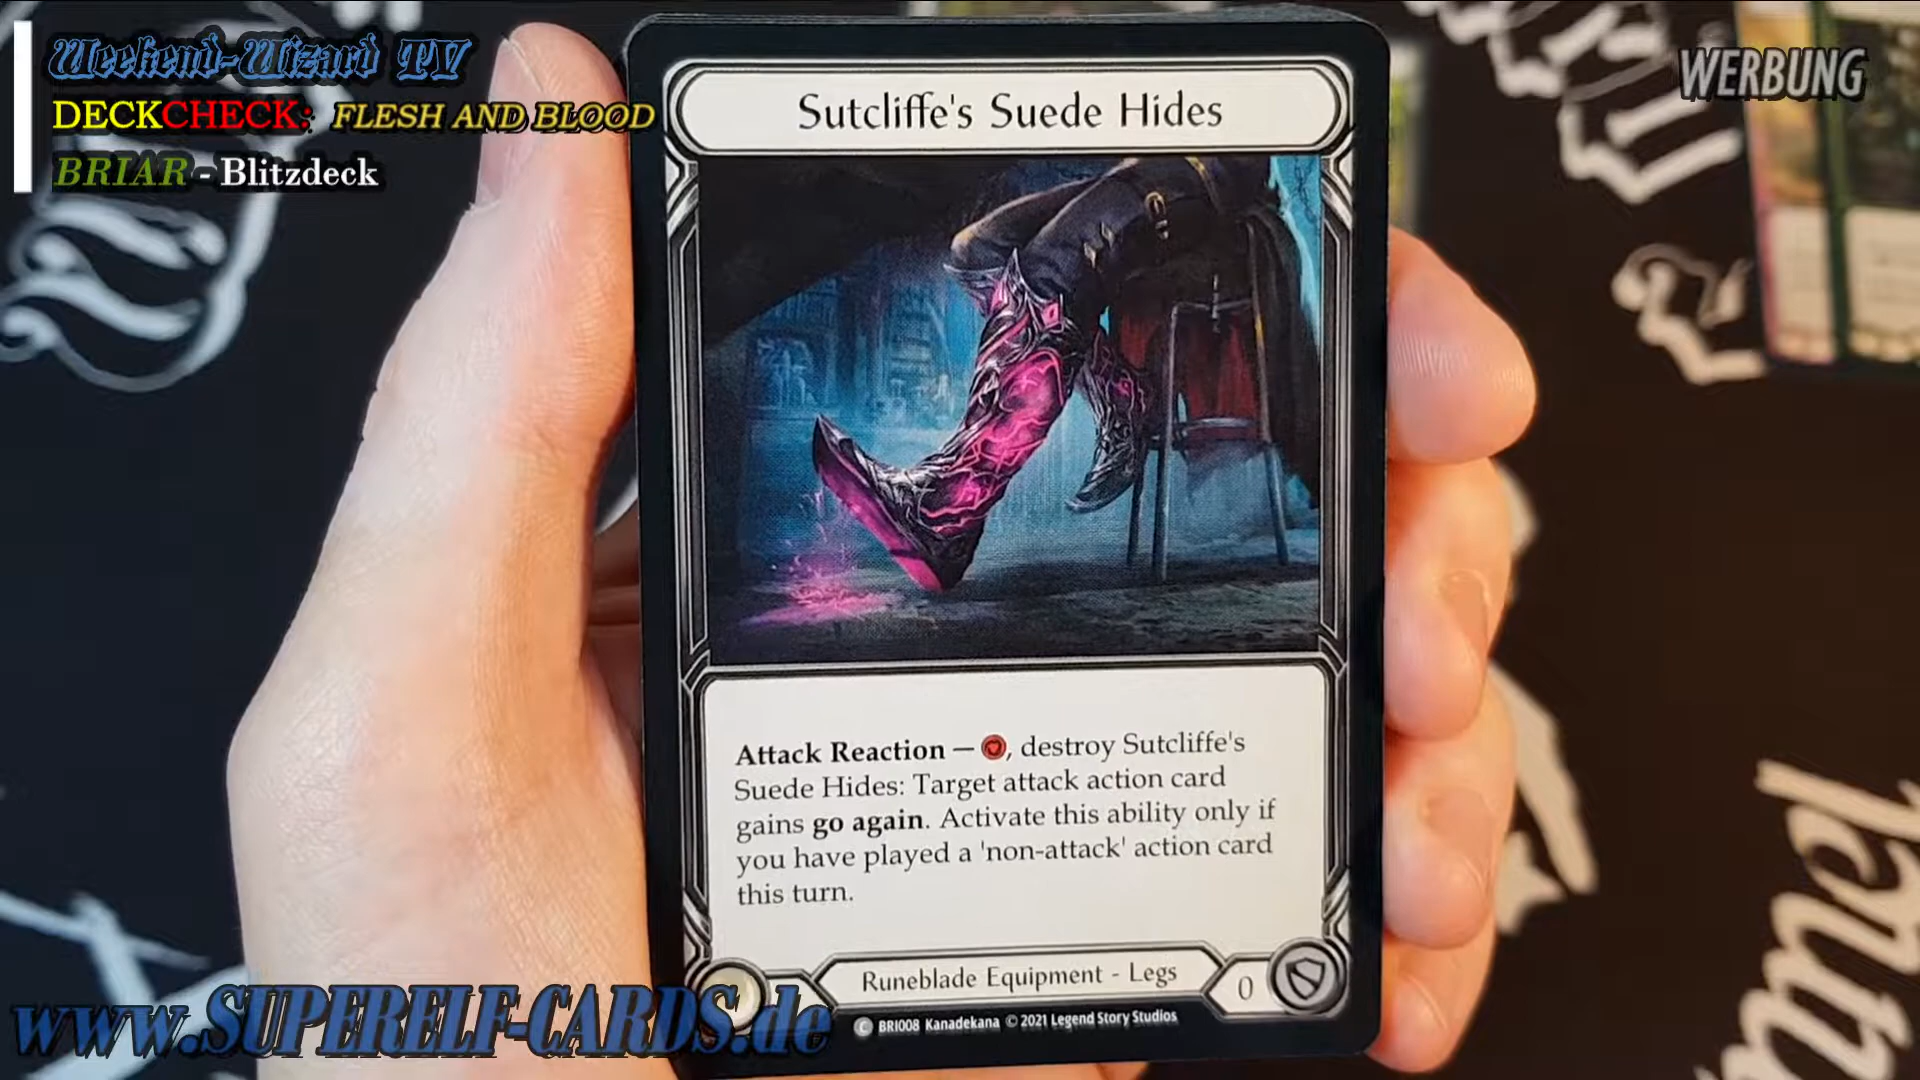 Weekend-Wizard TV
DECKCHECK: FLESH AND BLOOD
BRIAR - Blitzdeck
WERBUNG
Sutcliffe's Suede Hides
Attack Reaction — , destroy Sutcliffe's
Suede Hides: Target attack action card
gains go again. Activate this ability only if
you have played a 'non-attack' action card
this turn.
Runeblade Equipment - Legs
0
C BRI008 Kanadekana © 2021 Legend Story Studios
www.SUPERELF-CARDS.de